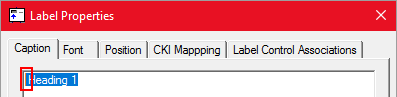 Label Properties
Caption Font Position CKI Mappping Label Control Associations
Heading 1